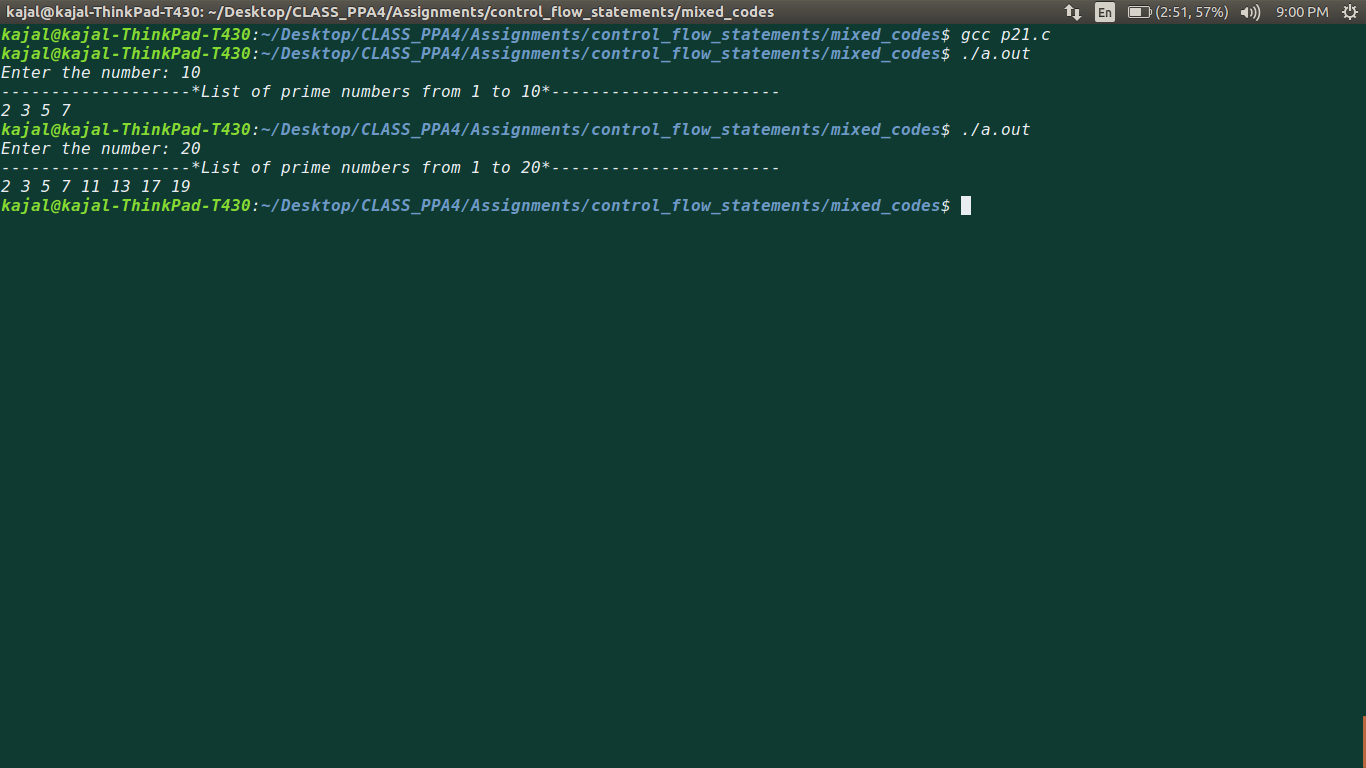 kajal@kajal-ThinkPad-T430: ~/Desktop/CLASS_PPA4/Assignments/control_flow_statements/mixed_codes En (2:51, 57%) 9:00 PM
kajal@kajal-ThinkPad-T430:~/Desktop/CLASS_PPA4/Assignments/control_flow_statements/mixed_codes$ gcc p21.c
kajal@kajal-ThinkPad-T430:~/Desktop/CLASS_PPA4/Assignments/control_flow_statements/mixed_codes$ ./a.out
Enter the number: 10
-------------------*List of prime numbers from 1 to 10*-----------------------
2 3 5 7
kajal@kajal-ThinkPad-T430:~/Desktop/CLASS_PPA4/Assignments/control_flow_statements/mixed_codes$ ./a.out
Enter the number: 20
-------------------*List of prime numbers from 1 to 20*-----------------------
2 3 5 7 11 13 17 19
kajal@kajal-ThinkPad-T430:~/Desktop/CLASS_PPA4/Assignments/control_flow_statements/mixed_codes$